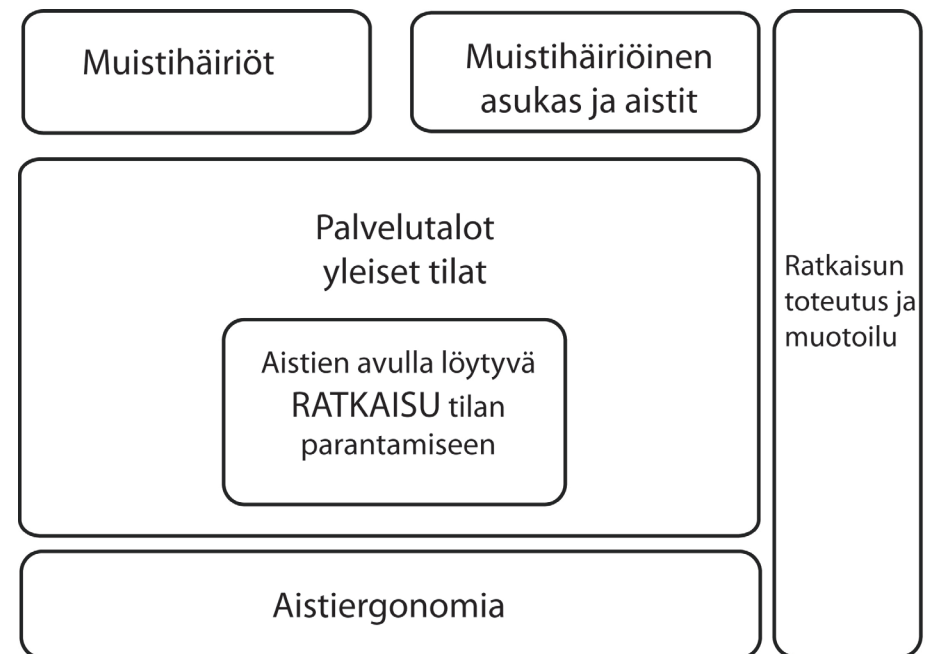 Muistihäiriöt
Muistihäiriöinen
asukas ja aistit
Palvelutalot
yleiset tilat
Aistien avulla löytyvä
RATKAISU tilan
parantamiseen
Aistiergonomia
Ratkaisun
toteutus ja
muotoilu